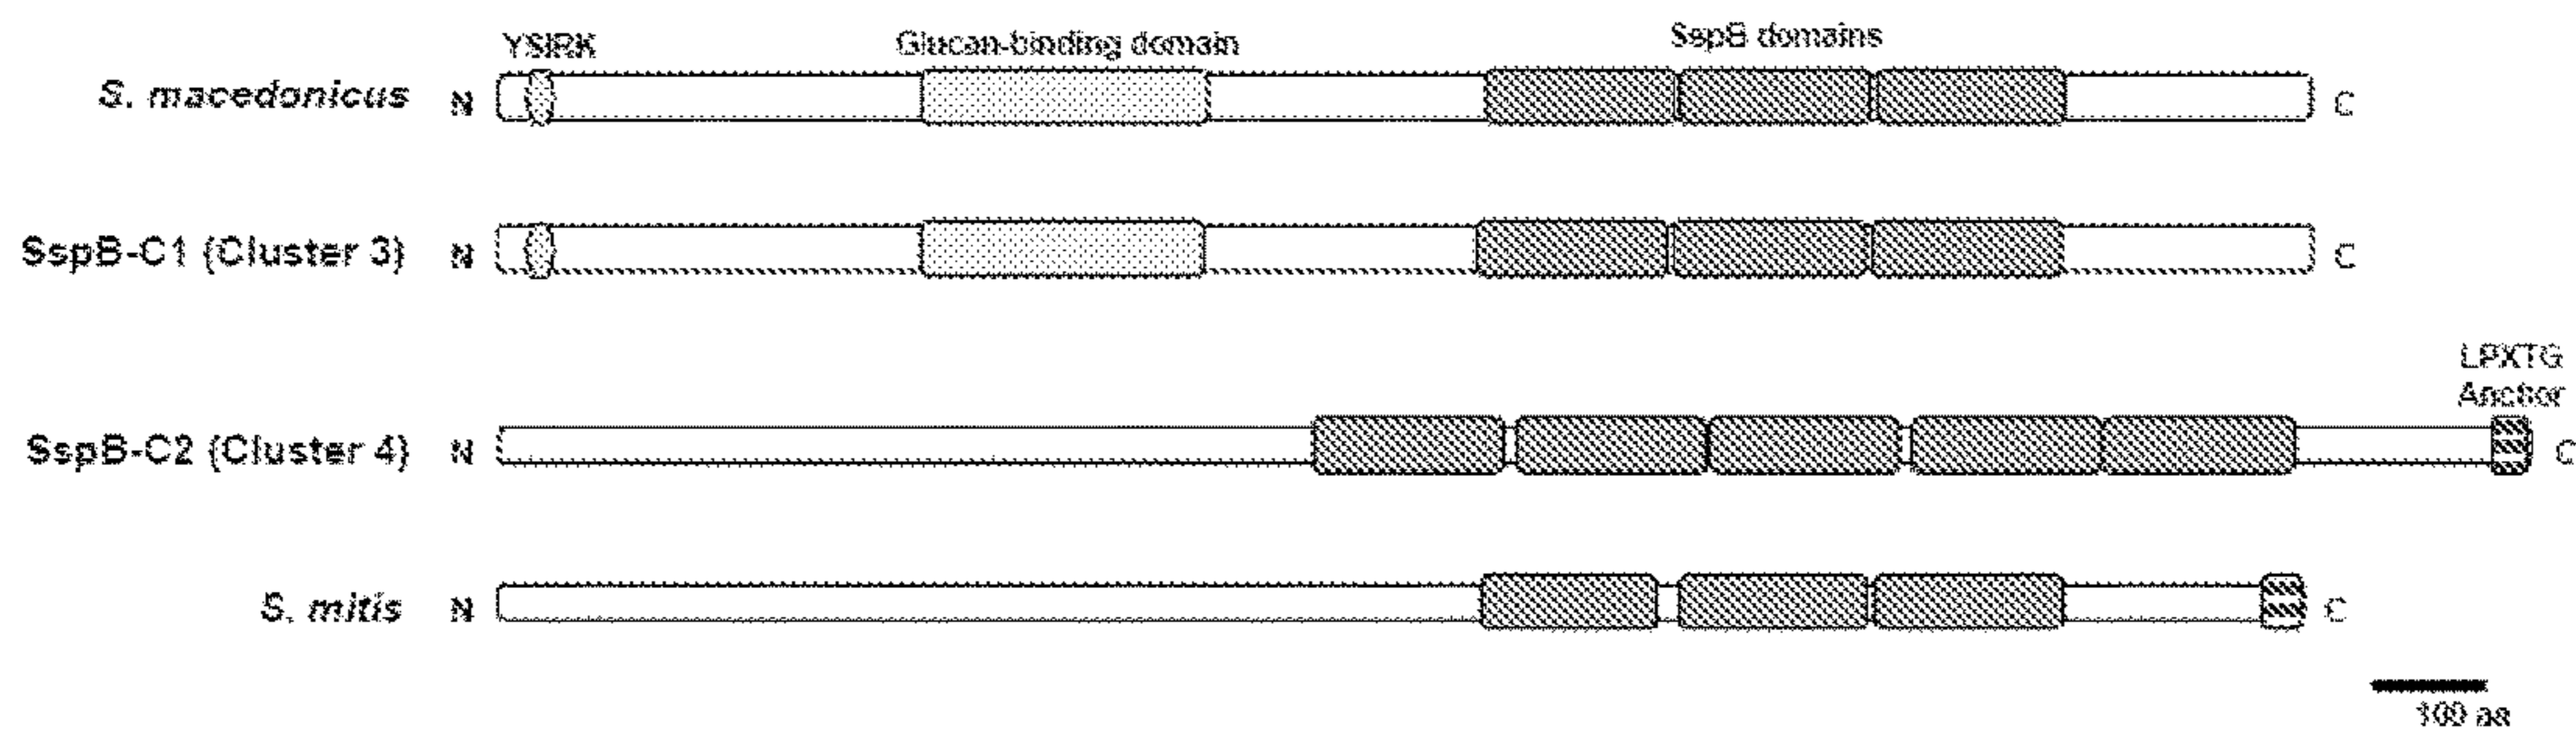 YSIRK Glucan-binding domain SspB domains
S. macedonicus N C
SspB-C1 (Cluster 3) N C
LPXTG
Anchor
SspB-C2 (Cluster 4) N C
S. mitis N C
100 aa